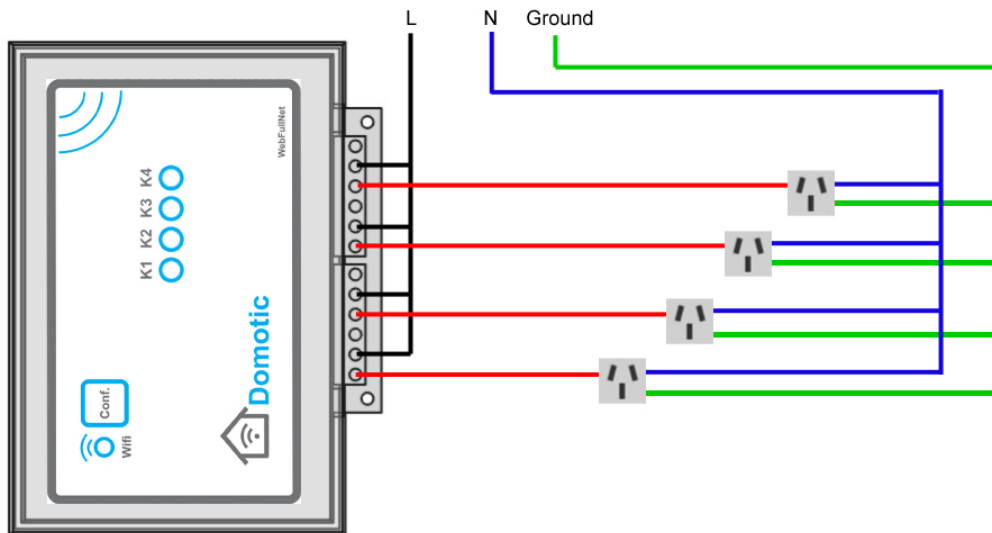 L
N
Ground
WebFullNet
K4
K3
K2
K1
Domotic
Conf.
Wifi